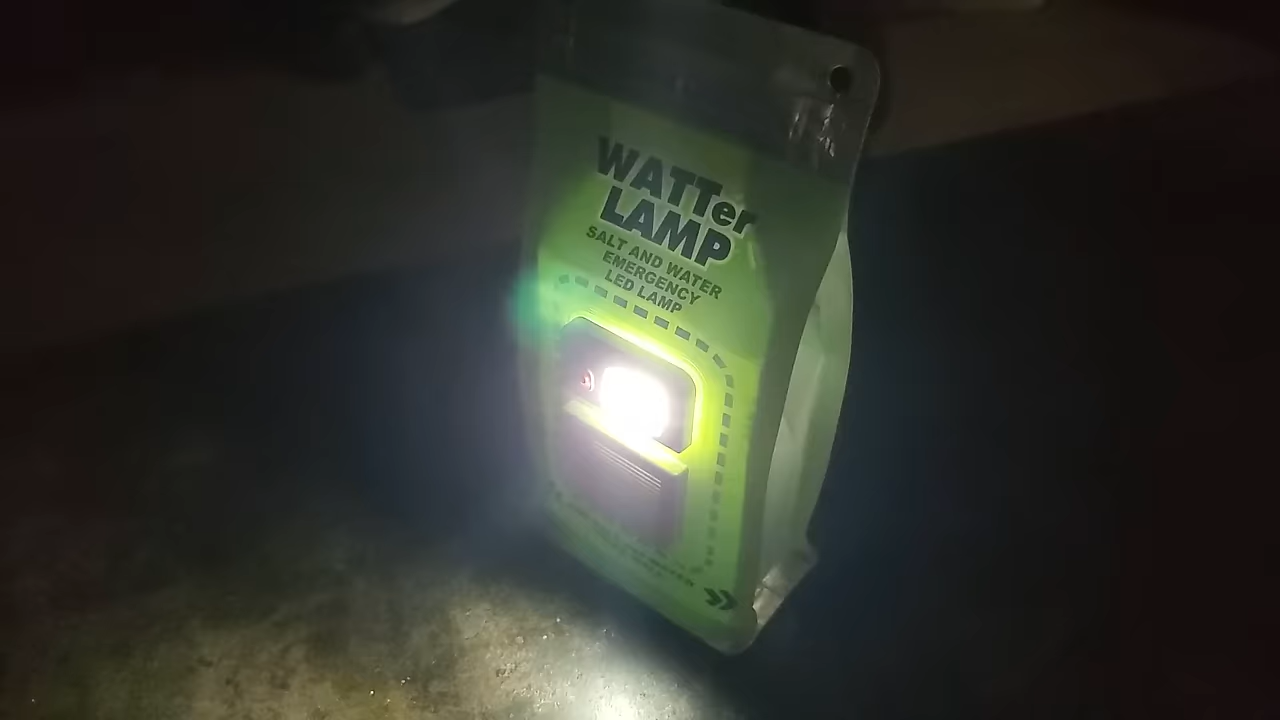 WATTer
LAMP
SALT AND WATER
EMERGENCY
LED LAMP